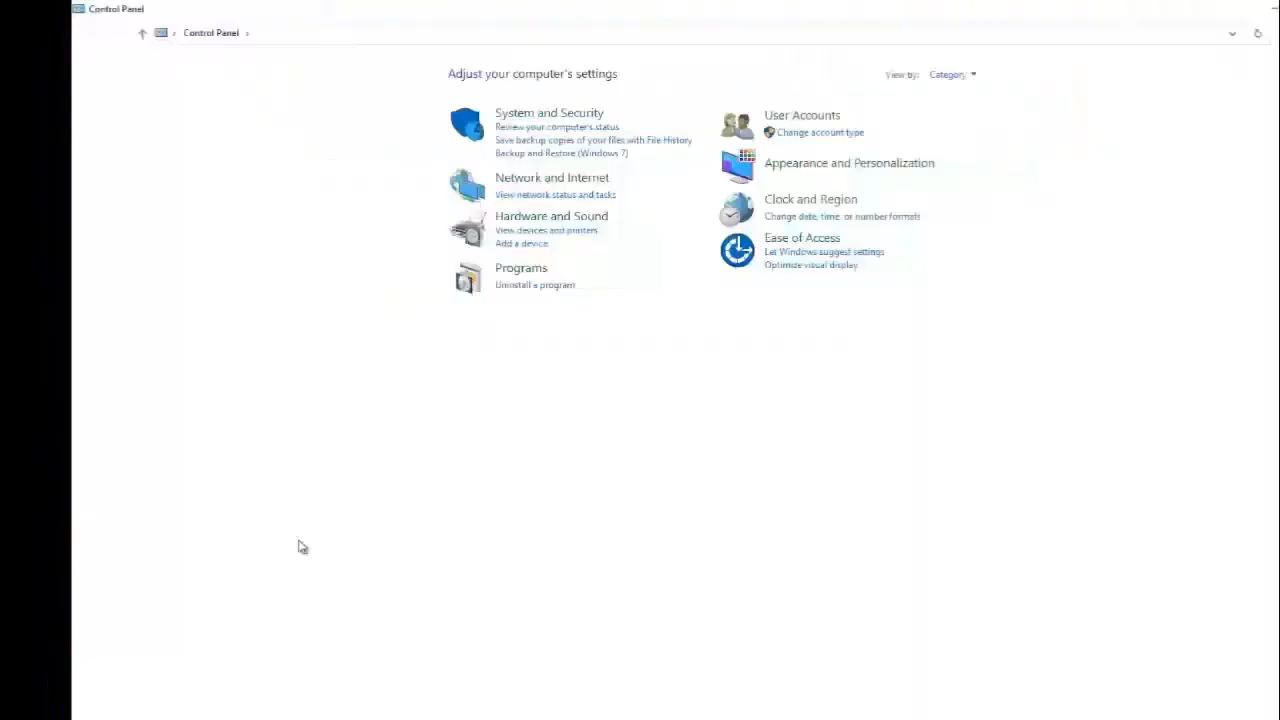 Control Panel
Control Panel
Adjust your computer's settings
View by: Category
System and Security
Review your computer's status
Save backup copies of your files with File History
Backup and Restore (Windows 7)
Network and Internet
View network status and tasks
Hardware and Sound
View devices and printers
Add a device
Programs
Uninstall a program
User Accounts
Change account type
Appearance and Personalization
Clock and Region
Change date, time, or number formats
Ease of Access
Let Windows suggest settings
Optimize visual display